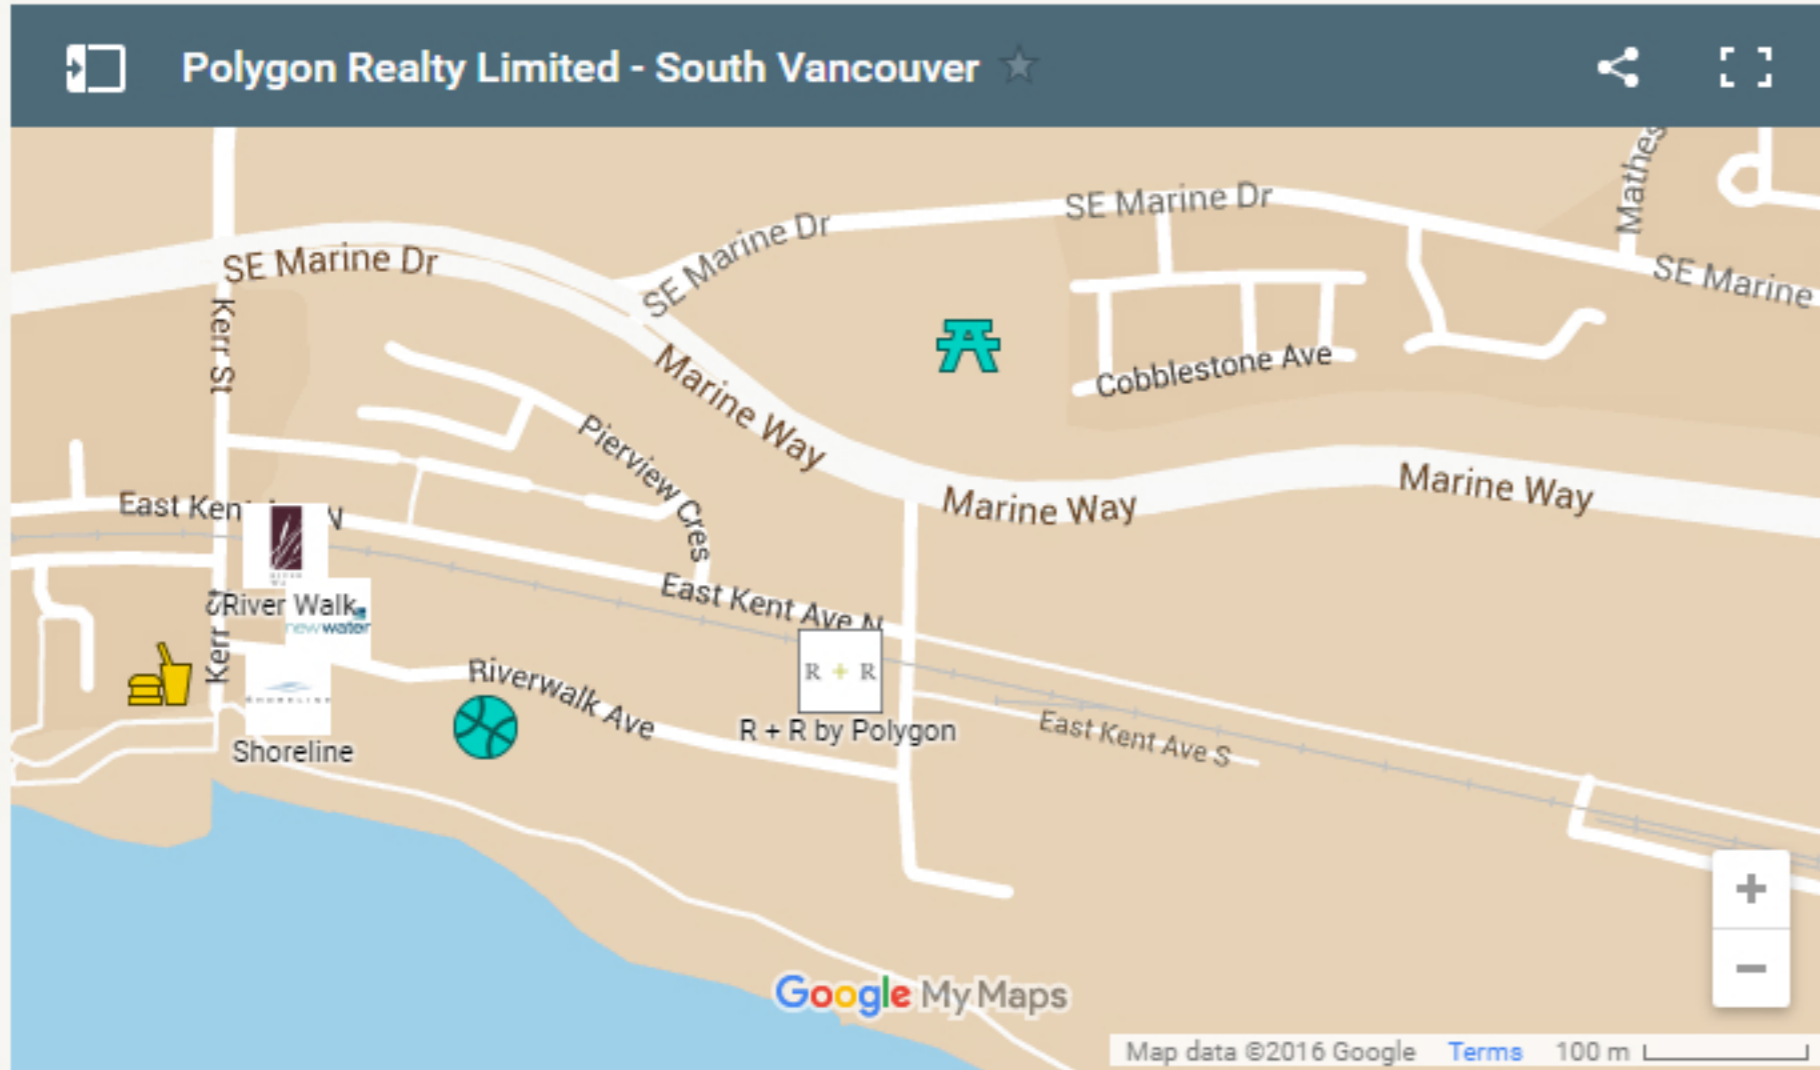 Polygon Realty Limited - South Vancouver
Mathes
SE Marine Dr
SE Marine Dr
SE Marine Dr
SE Marine
Kerr St
Marine Way
Cobblestone Ave
Pierview Cres
Marine Way
Marine Way
East Ken
N
East Kent Ave N
River Walk
newwater
Kerr S
Riverwalk Ave
R + R
R + R by Polygon
SHORELINE
East Kent Ave S
Shoreline
Google My Maps
+
−
Map data ©2016 Google Terms 100 m